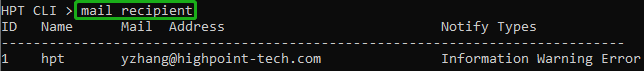 HPT CLI > mail recipient
ID Name Mail Address Notify Types
-------------------------------------------------------------------------------
1 hpt yzhang@highpoint-tech.com Information Warning Error